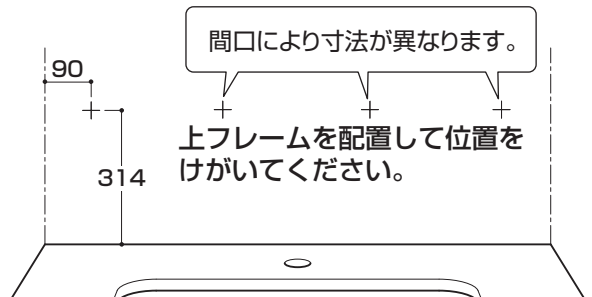 間口により寸法が異なります。
90
上フレームを配置して位置を
けがいてください。
314